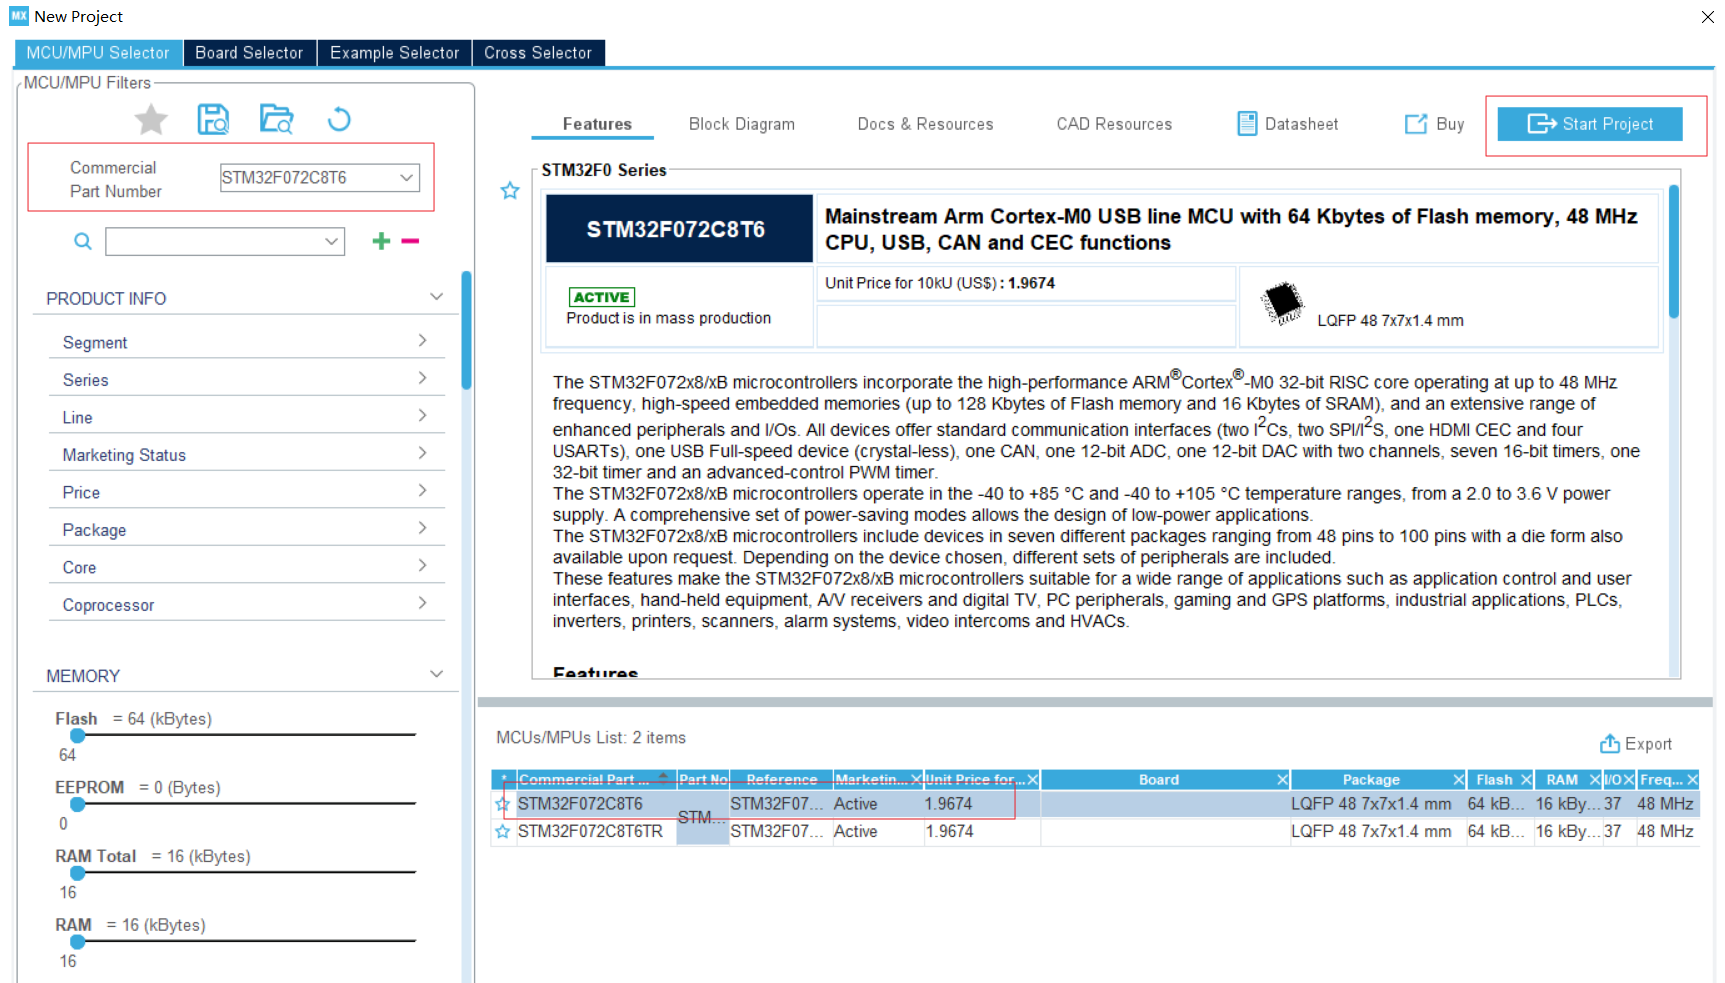 MX New Project
MCU/MPU Selector Board Selector Example Selector Cross Selector
MCU/MPU Filters
Commercial
Part Number
STM32F072C8T6
PRODUCT INFO
Segment
Series
Line
Marketing Status
Price
Package
Core
Coprocessor
MEMORY
Flash = 64 (kBytes)
64
EEPROM = 0 (Bytes)
0
RAM Total = 16 (kBytes)
16
RAM = 16 (kBytes)
16
Features Block Diagram Docs & Resources CAD Resources Datasheet Buy Start Project
STM32F0 Series
STM32F072C8T6
Mainstream Arm Cortex-M0 USB line MCU with 64 Kbytes of Flash memory, 48 MHz
CPU, USB, CAN and CEC functions
ACTIVE
Product is in mass production
Unit Price for 10kU (US$) : 1.9674
LQFP 48 7x7x1.4 mm
The STM32F072x8/xB microcontrollers incorporate the high-performance ARM®Cortex®-M0 32-bit RISC core operating at up to 48 MHz
frequency, high-speed embedded memories (up to 128 Kbytes of Flash memory and 16 Kbytes of SRAM), and an extensive range of
enhanced peripherals and I/Os. All devices offer standard communication interfaces (two I²Cs, two SPI/I²S, one HDMI CEC and four
USARTs), one USB Full-speed device (crystal-less), one CAN, one 12-bit ADC, one 12-bit DAC with two channels, seven 16-bit timers, one
32-bit timer and an advanced-control PWM timer.
The STM32F072x8/xB microcontrollers operate in the -40 to +85 °C and -40 to +105 °C temperature ranges, from a 2.0 to 3.6 V power
supply. A comprehensive set of power-saving modes allows the design of low-power applications.
The STM32F072x8/xB microcontrollers include devices in seven different packages ranging from 48 pins to 100 pins with a die form also
available upon request. Depending on the device chosen, different sets of peripherals are included.
These features make the STM32F072x8/xB microcontrollers suitable for a wide range of applications such as application control and user
interfaces, hand-held equipment, A/V receivers and digital TV, PC peripherals, gaming and GPS platforms, industrial applications, PLCs,
inverters, printers, scanners, alarm systems, video intercoms and HVACs.
Features
MCUs/MPUs List: 2 items
Export
* Commercial Part ... Part No Reference Marketin... Unit Price for... Board Package Flash RAM I/O Freq...
STM32F072C8T6 STM... STM32F07... Active 1.9674 LQFP 48 7x7x1.4 mm 64 kB... 16 kBy... 37 48 MHz
STM32F072C8T6TR STM32F07... Active 1.9674 LQFP 48 7x7x1.4 mm 64 kB... 16 kBy... 37 48 MHz